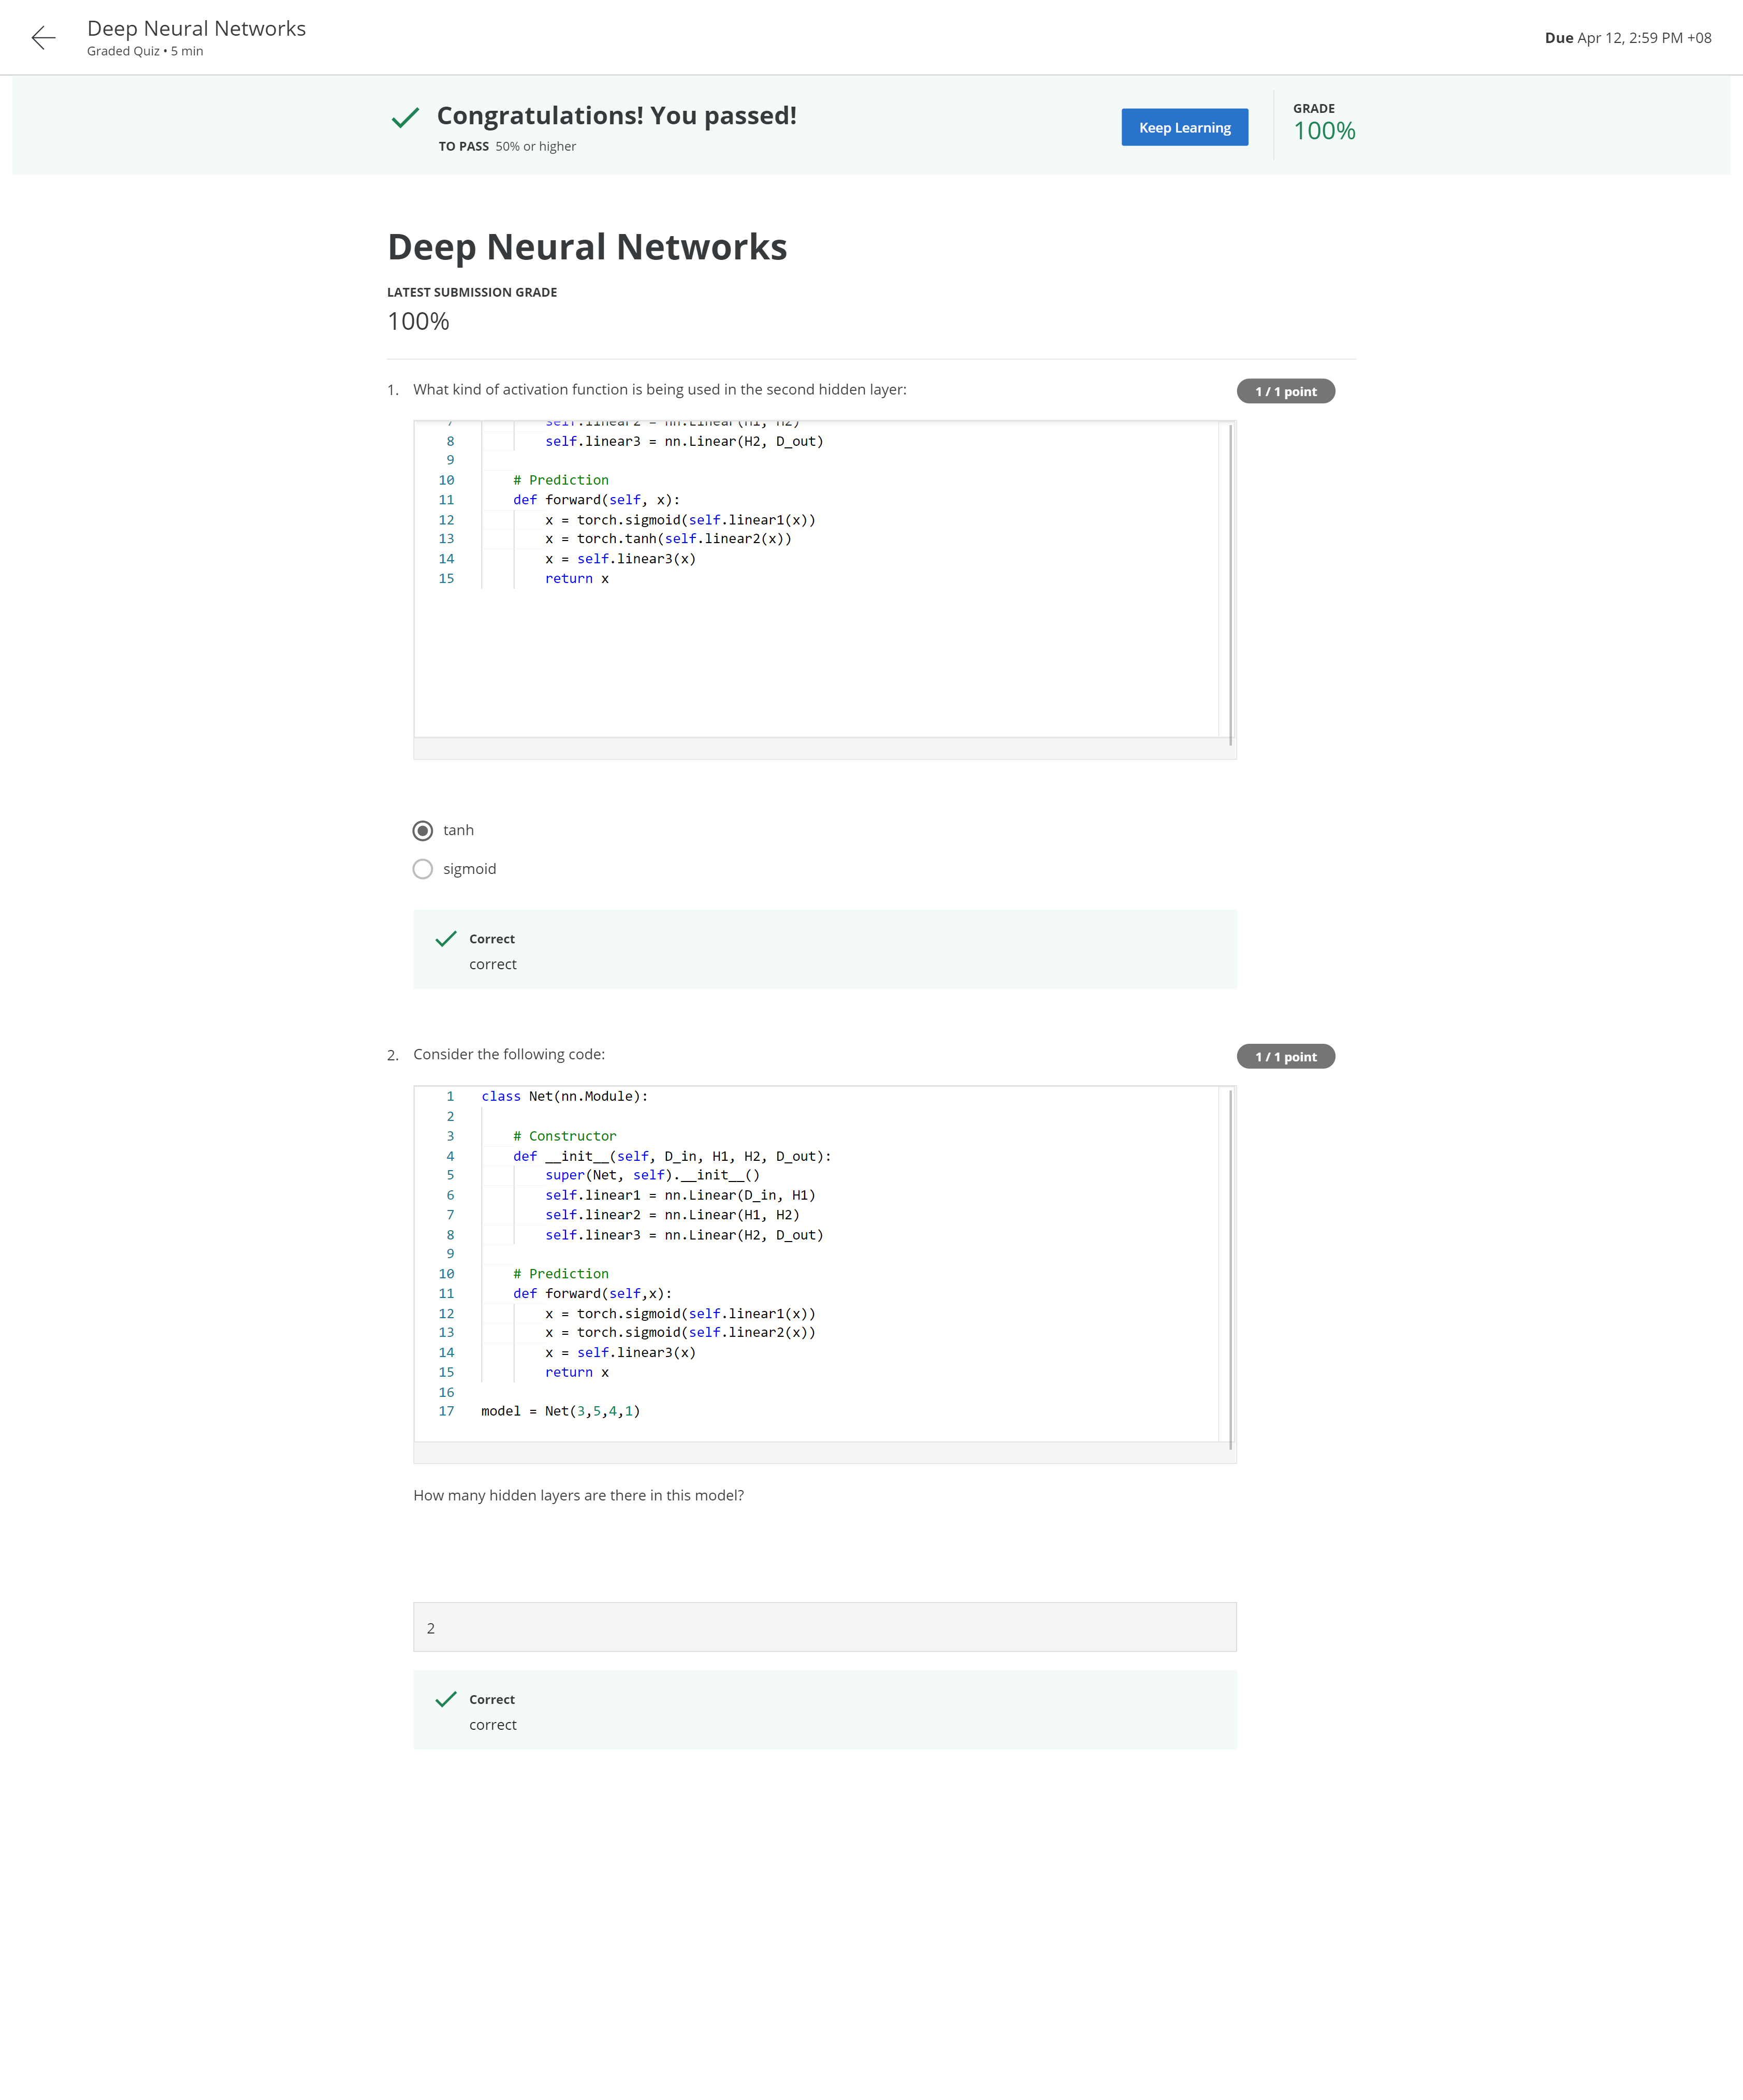 Deep Neural Networks
Graded Quiz • 5 min
Due Apr 12, 2:59 PM +08
Congratulations! You passed!
TO PASS 50% or higher
Keep Learning
GRADE
100%
Deep Neural Networks
LATEST SUBMISSION GRADE
100%
1. What kind of activation function is being used in the second hidden layer:
1 / 1 point
7 self.linear2 = nn.Linear(H1, H2)
8 self.linear3 = nn.Linear(H2, D_out)
9
10 # Prediction
11 def forward(self, x):
12 x = torch.sigmoid(self.linear1(x))
13 x = torch.tanh(self.linear2(x))
14 x = self.linear3(x)
15 return x
tanh
sigmoid
Correct
correct
2. Consider the following code:
1 / 1 point
1 class Net(nn.Module):
2
3 # Constructor
4 def __init__(self, D_in, H1, H2, D_out):
5 super(Net, self).__init__()
6 self.linear1 = nn.Linear(D_in, H1)
7 self.linear2 = nn.Linear(H1, H2)
8 self.linear3 = nn.Linear(H2, D_out)
9
10 # Prediction
11 def forward(self,x):
12 x = torch.sigmoid(self.linear1(x))
13 x = torch.sigmoid(self.linear2(x))
14 x = self.linear3(x)
15 return x
16
17 model = Net(3,5,4,1)
How many hidden layers are there in this model?
2
Correct
correct